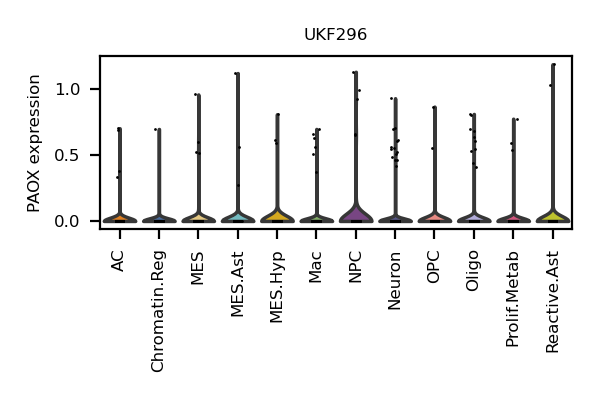 UKF296
PAOX expression
1.0
0.5
0.0
AC
Chromatin.Reg
MES
MES.Ast
MES.Hyp
Mac
NPC
Neuron
OPC
Oligo
Prolif.Metab
Reactive.Ast